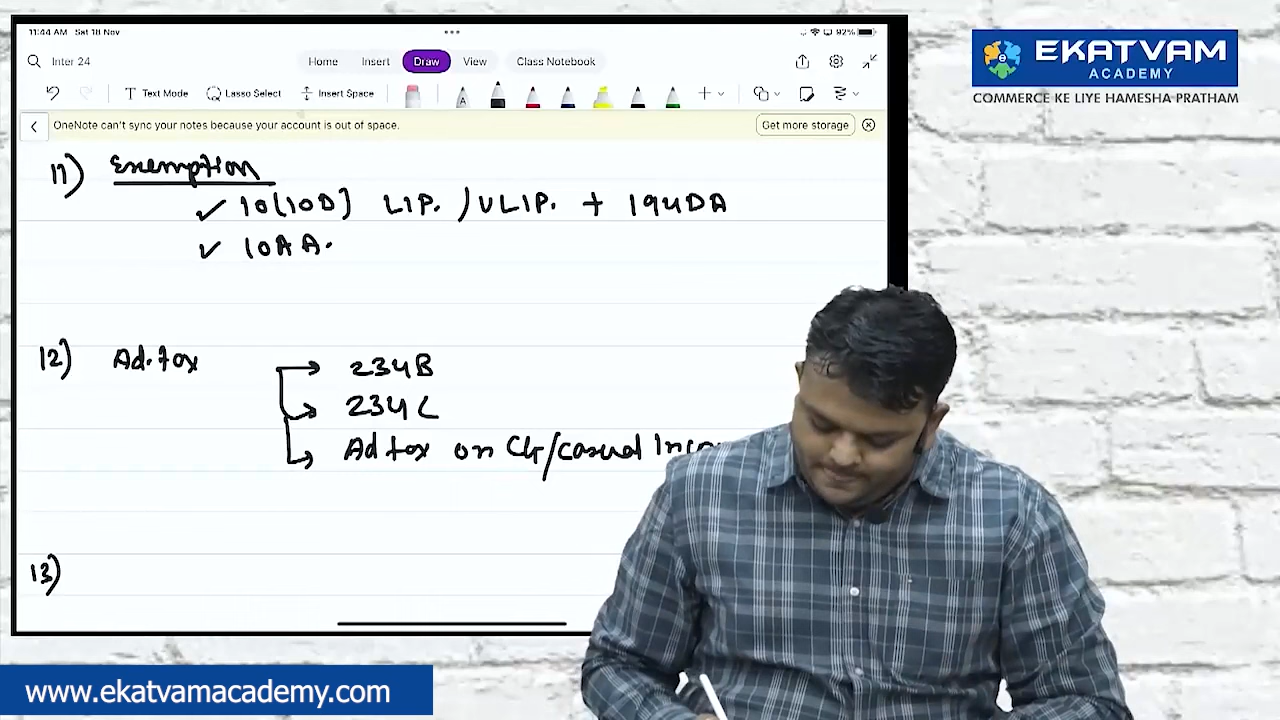 11:44 AM Sat 18 Nov
92%
Inter 24
Home Insert Draw View Class Notebook
Text Mode Lasso Select Insert Space
OneNote can't sync your notes because your account is out of space.
Get more storage
11) Exemption
10(10D) LIP. / ULIP. + 194DA
10AA.
12) Ad.tax
234B
234C
Ad tax on CG/casual
13)
EKATVAM
ACADEMY
COMMERCE KE LIYE HAMESHA PRATHAM
www.ekatvamacademy.com